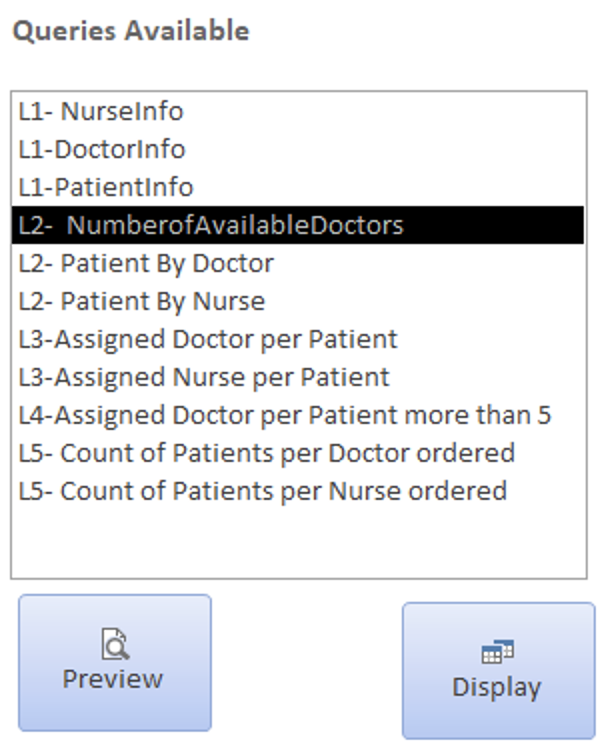 Queries Available
L1- NurseInfo
L1-DoctorInfo
L1-PatientInfo
L2-  NumberofAvailableDoctors
L2- Patient By Doctor
L2- Patient By Nurse
L3-Assigned Doctor per Patient
L3-Assigned Nurse per Patient
L4-Assigned Doctor per Patient more than 5
L5- Count of Patients per Doctor ordered
L5- Count of Patients per Nurse ordered
Preview
Display